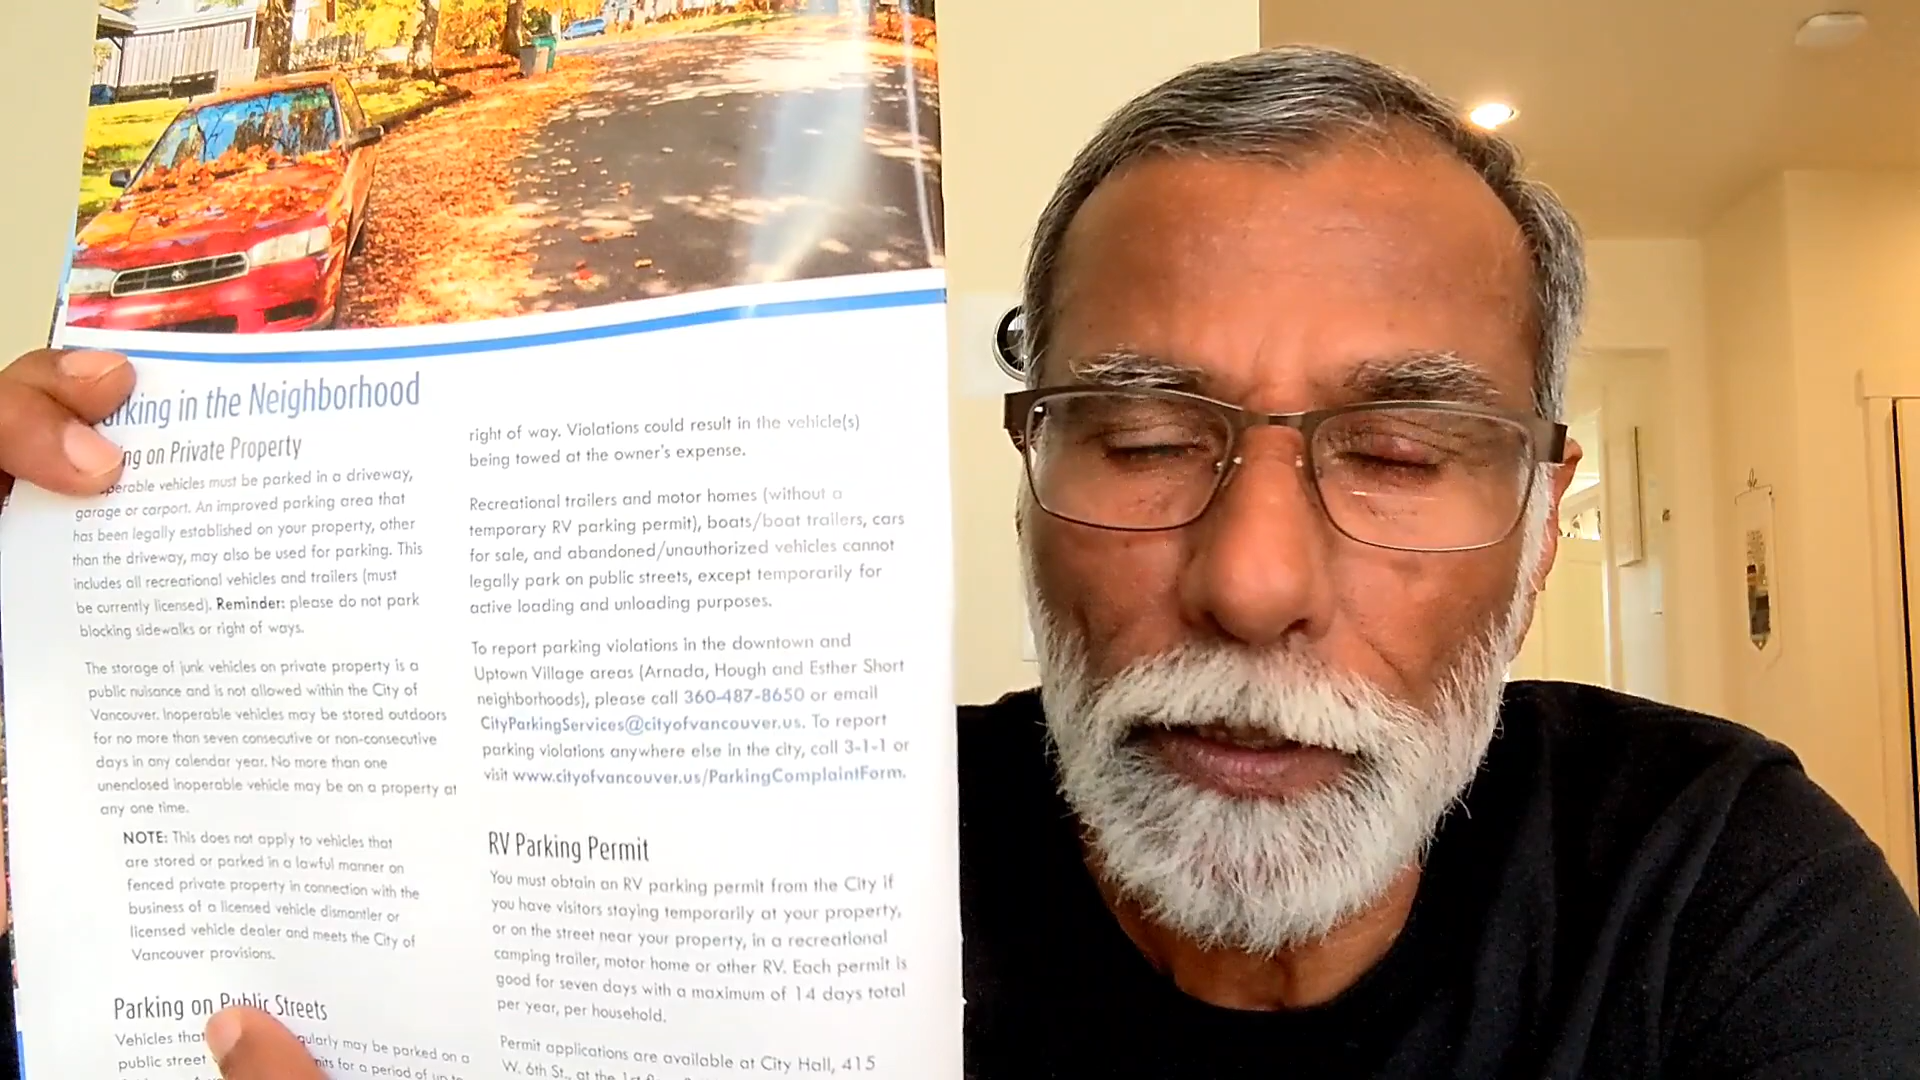 rking in the Neighborhood
ng on Private Property
perable vehicles must be parked in a driveway,
garage or carport. An improved parking area that
has been legally established on your property, other
than the driveway, may also be used for parking. This
includes all recreational vehicles and trailers (must
be currently licensed). Reminder: please do not park
blocking sidewalks or right of ways.
The storage of junk vehicles on private property is a
public nuisance and is not allowed within the City of
Vancouver. Inoperable vehicles may be stored outdoors
for no more than seven consecutive or non-consecutive
days in any calendar year. No more than one
unenclosed inoperable vehicle may be on a property at
any one time.
NOTE: This does not apply to vehicles that
are stored or parked in a lawful manner on
fenced private property in connection with the
business of a licensed vehicle dismantler or
licensed vehicle dealer and meets the City of
Vancouver provisions.
Parking on Public Streets
Vehicles that gularly may be parked on a
public street mits for a period of up to
right of way. Violations could result in the vehicle(s)
being towed at the owner's expense.
Recreational trailers and motor homes (without a
temporary RV parking permit), boats/boat trailers, cars
for sale, and abandoned/unauthorized vehicles cannot
legally park on public streets, except temporarily for
active loading and unloading purposes.
To report parking violations in the downtown and
Uptown Village areas (Arnada, Hough and Esther Short
neighborhoods), please call 360-487-8650 or email
CityParkingServices@cityofvancouver.us. To report
parking violations anywhere else in the city, call 3-1-1 or
visit www.cityofvancouver.us/ParkingComplaintForm.
RV Parking Permit
You must obtain an RV parking permit from the City if
you have visitors staying temporarily at your property,
or on the street near your property, in a recreational
camping trailer, motor home or other RV. Each permit is
good for seven days with a maximum of 14 days total
per year, per household.
Permit applications are available at City Hall, 415
W. 6th St., at the 1st